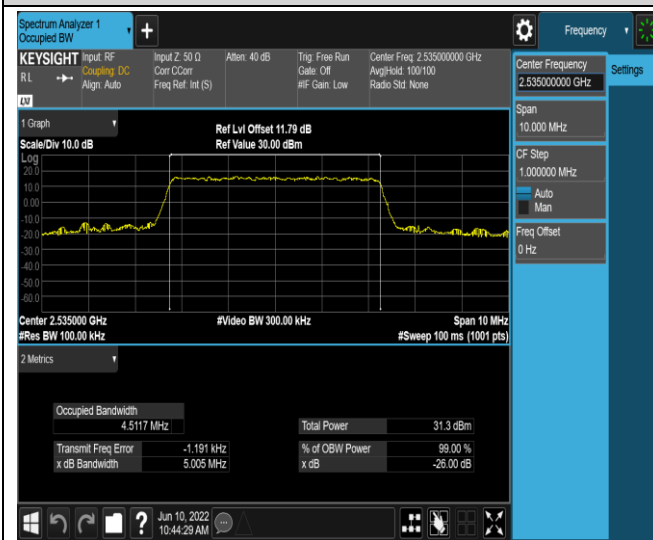 Spectrum Analyzer 1
Occupied BW
+
Frequency
KEYSIGHT
RL
LXI
Input: RF
Coupling: DC
Align: Auto
Input Z: 50 Ω
Corr CCorr
Freq Ref: Int (S)
Atten: 40 dB
Trig: Free Run
Gate: Off
#IF Gain: Low
Center Freq: 2.535000000 GHz
Avg|Hold: 100/100
Radio Std: None
Center Frequency
2.535000000 GHz
Settings
Span
10.000 MHz
CF Step
1.000000 MHz
Auto
Man
Freq Offset
0 Hz
1 Graph
Scale/Div 10.0 dB
Ref Lvl Offset 11.79 dB
Ref Value 30.00 dBm
Log
20.0
10.0
0.00
-10.0
-20.0
-30.0
-40.0
-50.0
-60.0
Center 2.535000 GHz
#Video BW 300.00 kHz
Span 10 MHz
#Res BW 100.00 kHz
#Sweep 100 ms (1001 pts)
2 Metrics
Occupied Bandwidth
4.5117 MHz
Total Power 31.3 dBm
Transmit Freq Error -1.191 kHz
% of OBW Power 99.00 %
x dB Bandwidth 5.005 MHz
x dB -26.00 dB
?
Jun 10, 2022
10:44:29 AM